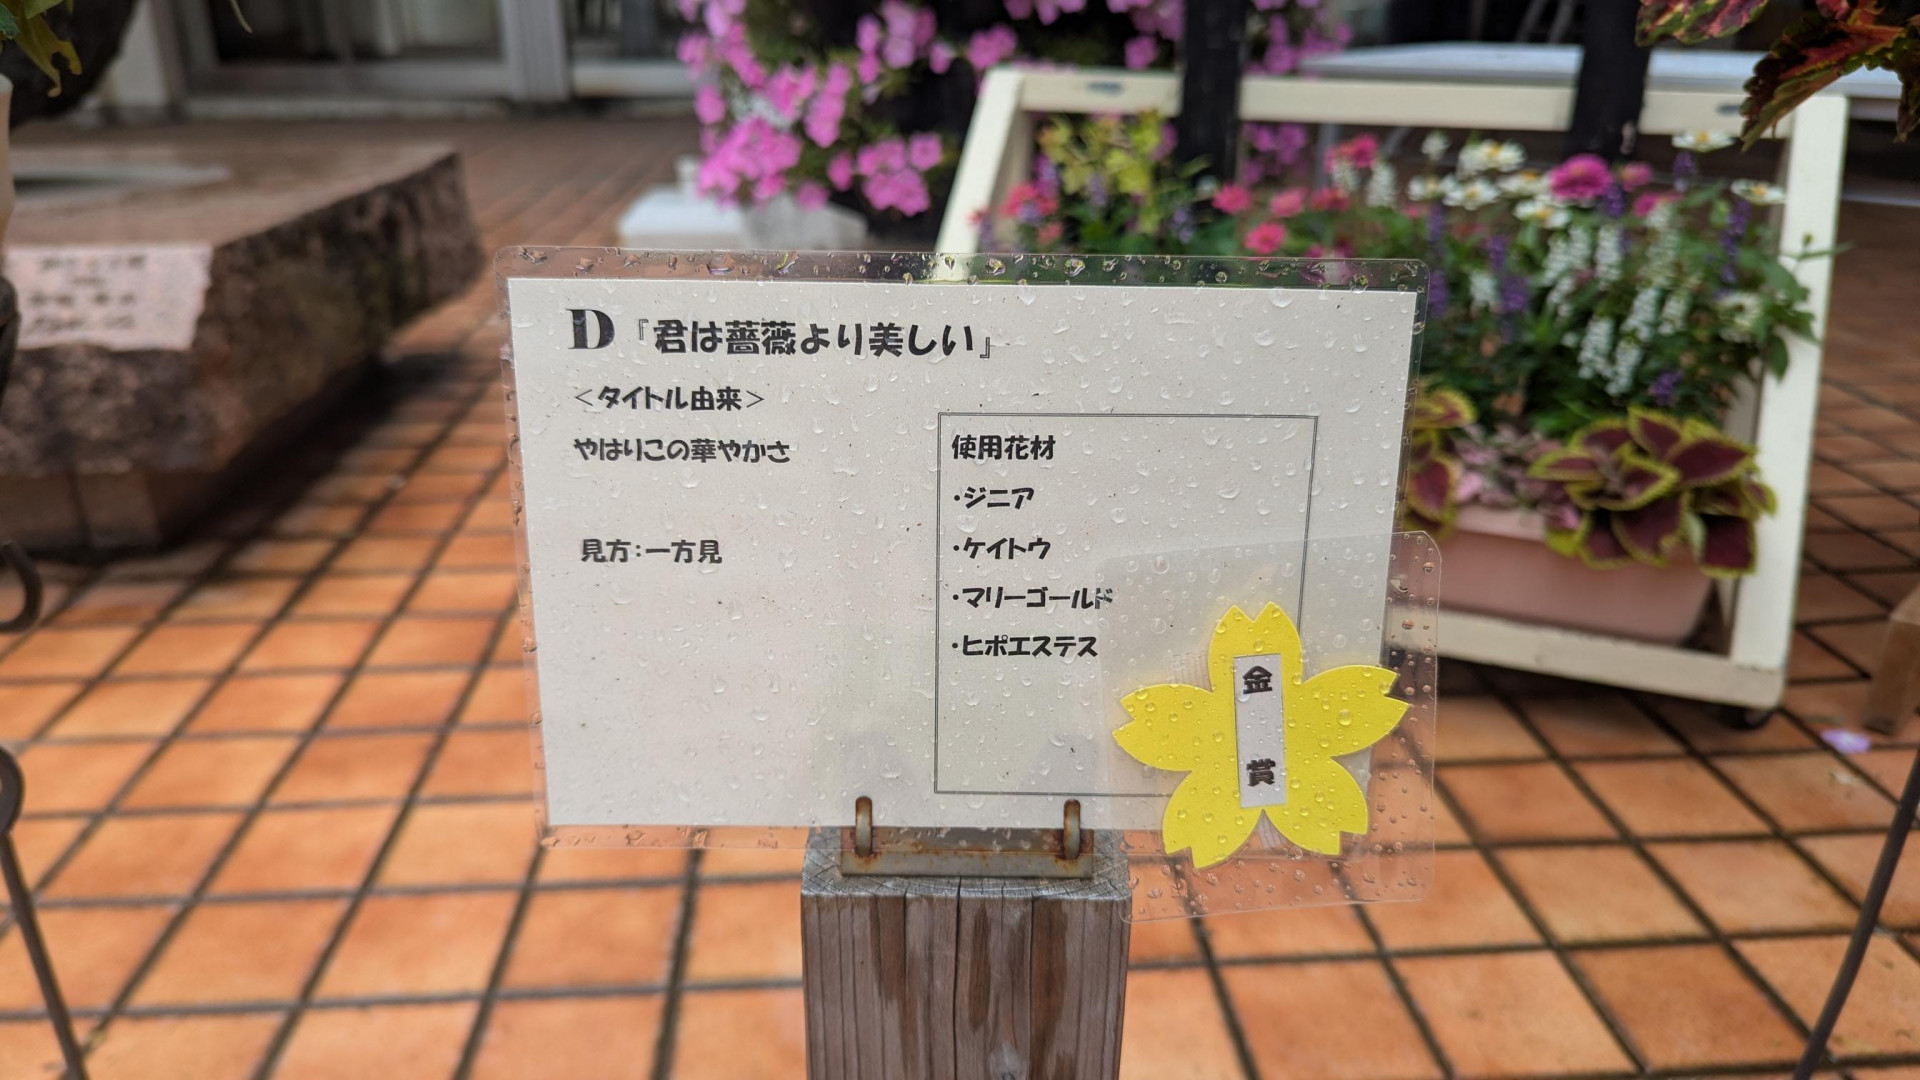 D『君は薔薇より美しい』
<タイトル由来>
やはりこの華やかさ
見方：一方見
使用花材
・ジニア
・ケイトウ
・マリーゴールド
・ヒポエステス
金賞